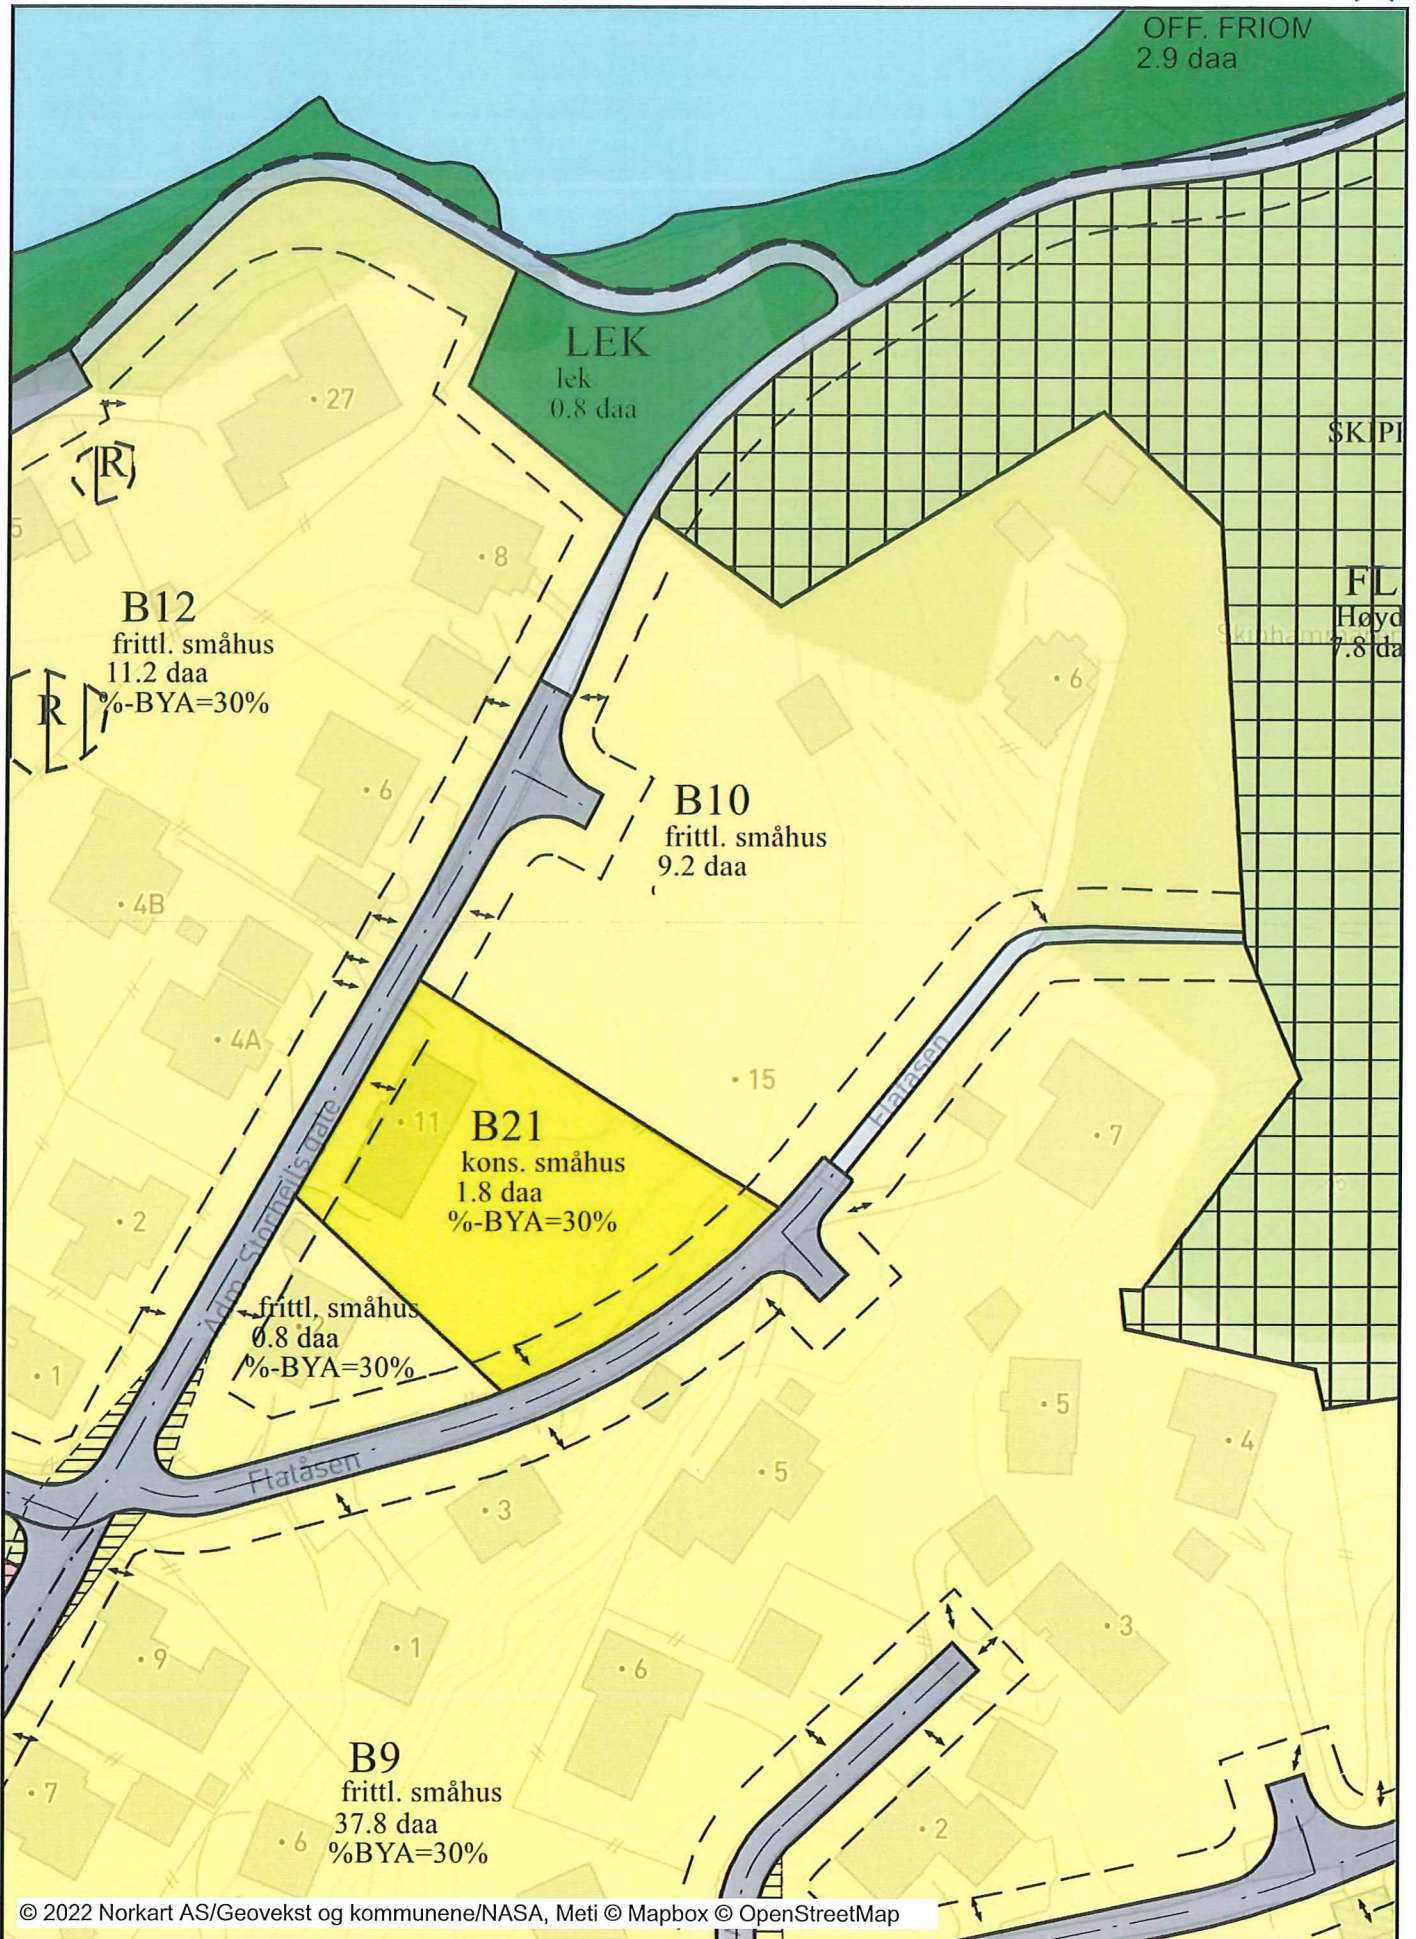 OFF. FRIOM
2.9 daa
LEK
lek
0.8 daa
27
R
5
8
SKIPH
B12
frittl. småhus
11.2 daa
%-BYA=30%
R
FL
Høyd
7.8 da
6
6
B10
frittl. småhus
9.2 daa
4B
4A
15
Flatåsen
7
11
B21
kons. småhus
1.8 daa
%-BYA=30%
2
Adm. Storheil's gate
frittl. småhus
0.8 daa
%-BYA=30%
2
1
5
4
Flatåsen
3
5
9
1
6
3
B9
frittl. småhus
37.8 daa
%BYA=30%
7
6
2
© 2022 Norkart AS/Geovekst og kommunene/NASA, Meti © Mapbox © OpenStreetMap